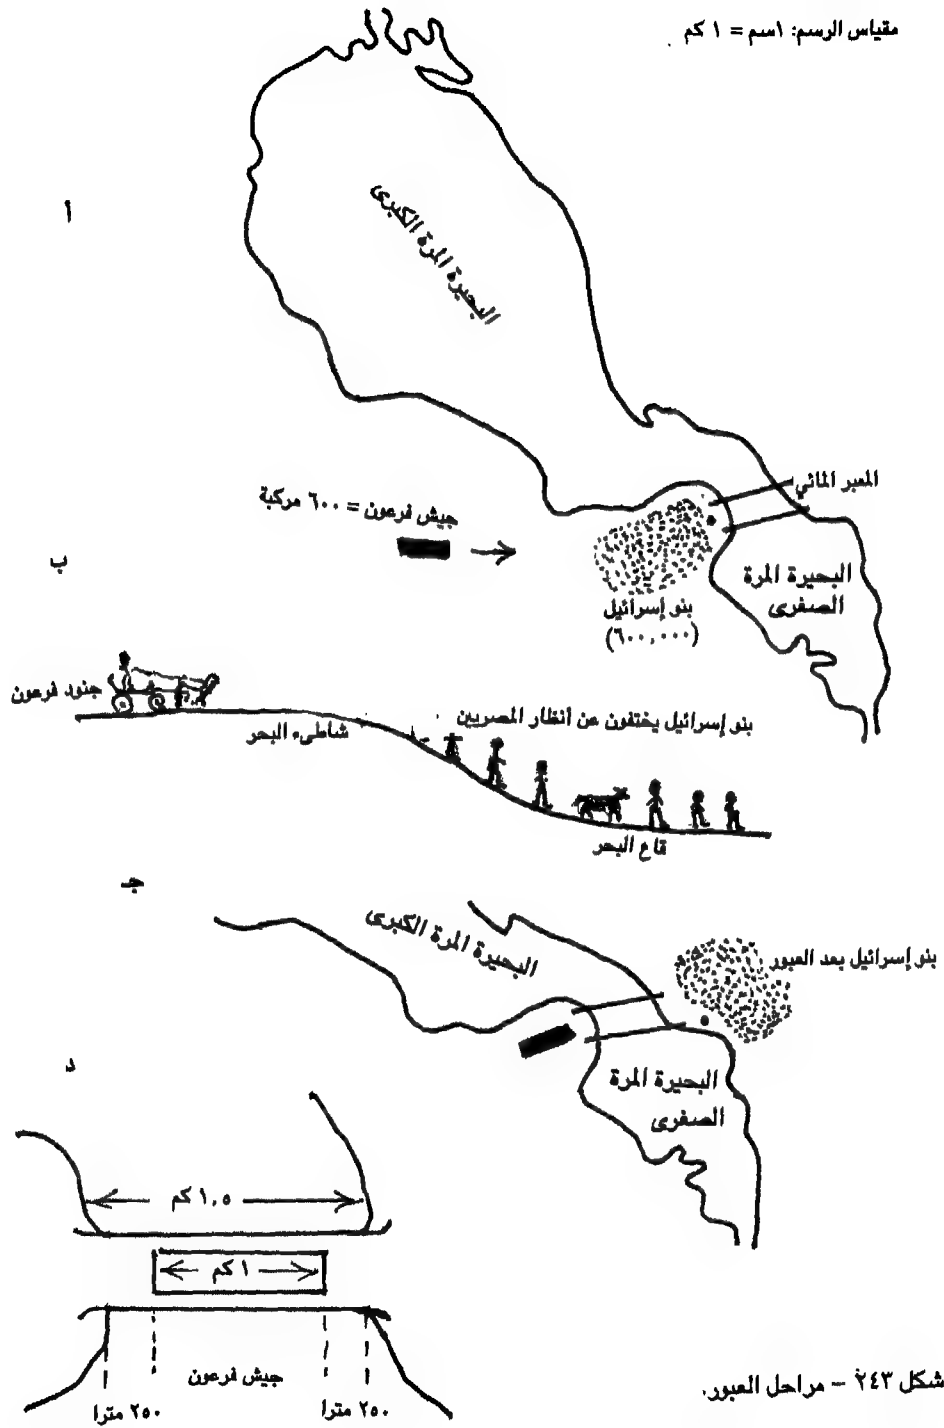 مقياس الرسم: ١سم = ١ كم
أ
البحيرة المرة الكبرى
المعبر المائي
جيش فرعون = ٦٠٠ مركبة
ب
البحيرة المرة
الصغرى
بنو إسرائيل
(٦٠٠,٠٠٠)
جنود فرعون
بنو إسرائيل يختفون عن أنظار المصريين
شاطىء البحر
قاع البحر
جـ
البحيرة المرة الكبرى
بنو إسرائيل بعد العبور
البحيرة المرة
الصغرى
د
١,٥ كم
١ كم
جيش فرعون
٢٥٠ مترا
٢٥٠ مترا
شكل ٢٤٣ – مراحل العبور.